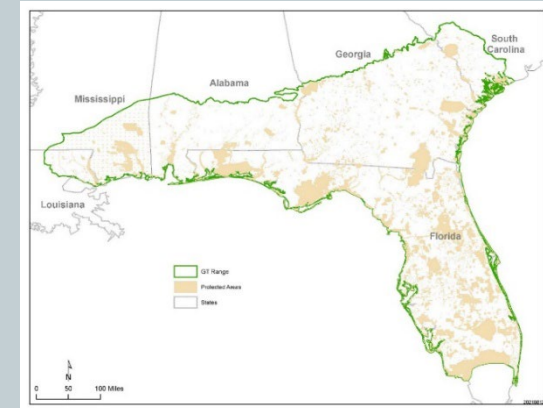 South
Carolina
Georgia
Alabama
Mississippi
Louisiana
Florida
GT Range
Protected Areas
States
N
0 50 100 Miles